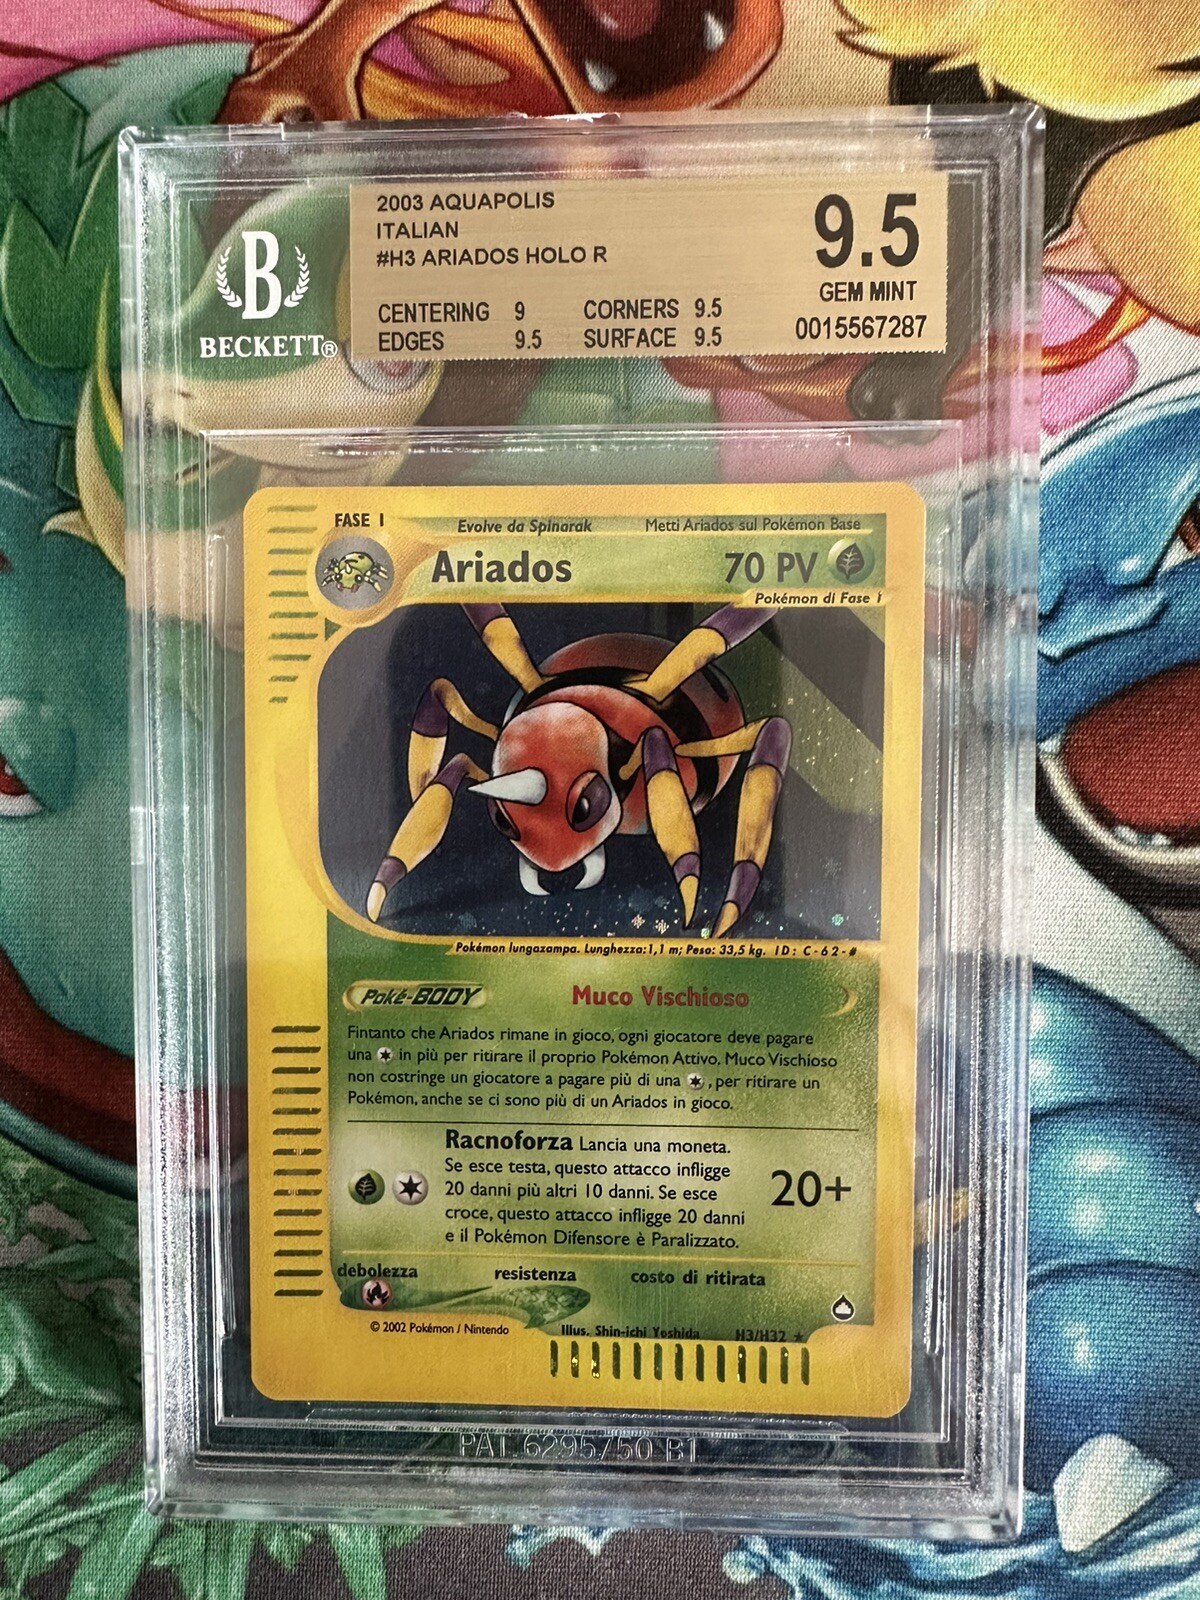 2003 AQUAPOLIS
ITALIAN
#H3 ARIADOS HOLO R
9.5
GEM MINT
CENTERING 9 CORNERS 9.5
EDGES 9.5 SURFACE 9.5
0015567287
B
BECKETT®
FASE 1
Evolve da Spinarak
Metti Ariados sul Pokémon Base
Ariados
70 PV
Pokémon di Fase 1
Pokémon lungazampa. Lunghezza: 1,1 m; Peso: 33,5 kg. ID: C-62-#
Poké-BODY Muco Vischioso
Fintanto che Ariados rimane in gioco, ogni giocatore deve pagare
una in più per ritirare il proprio Pokémon Attivo. Muco Vischioso
non costringe un giocatore a pagare più di una , per ritirare un
Pokémon, anche se ci sono più di un Ariados in gioco.
Racnoforza Lancia una moneta.
Se esce testa, questo attacco infligge
20 danni più altri 10 danni. Se esce
croce, questo attacco infligge 20 danni
e il Pokémon Difensore è Paralizzato.
20+
debolezza resistenza costo di ritirata
© 2002 Pokémon / Nintendo
Illus. Shin-ichi Yoshida H3/H32 ★
PAT.6295750 B1